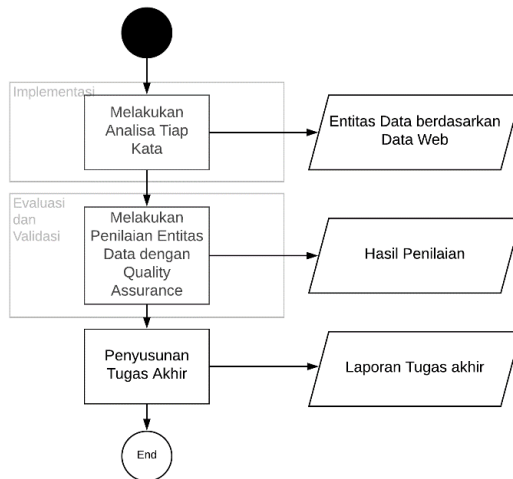 Implementasi
Melakukan
Analisa Tiap
Kata
Entitas Data berdasarkan
Data Web
Evaluasi
dan
Validasi
Melakukan
Penilaian Entitas
Data dengan
Quality
Assurance
Hasil Penilaian
Penyusunan
Tugas Akhir
Laporan Tugas akhir
End